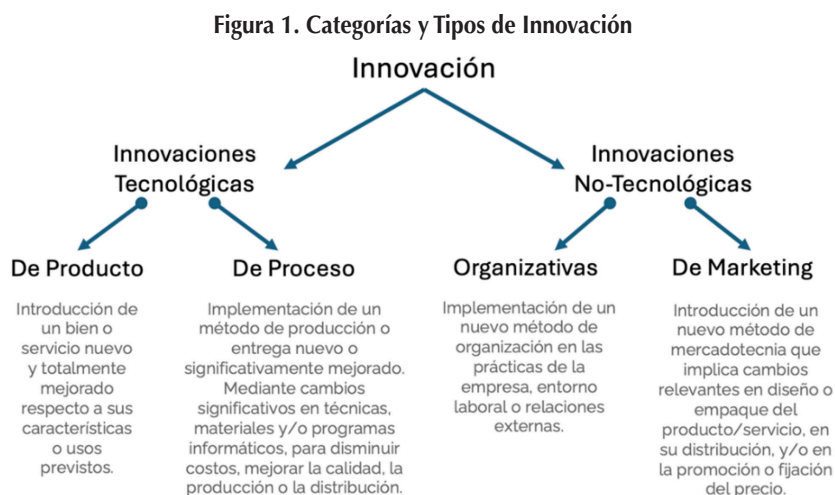 Figura 1. Categorías y Tipos de Innovación
Innovación
Innovaciones
Tecnológicas
Innovaciones
No-Tecnológicas
De Producto
Introducción de
un bien o
servicio nuevo
y totalmente
mejorado
respecto a sus
características
o usos
previstos.
De Proceso
Implementación de un
método de producción o
entrega nuevo o
significativamente mejorado.
Mediante cambios
significativos en técnicas,
materiales y/o programas
informáticos, para disminuir
costos, mejorar la calidad, la
producción o la distribución.
Organizativas
Implementación de un
nuevo método de
organización en las
prácticas de la
empresa, entorno
laboral o relaciones
externas.
De Marketing
Introducción de un
nuevo método de
mercadotecnia que
implica cambios
relevantes en diseño o
empaque del
producto/servicio, en
su distribución, y/o en
la promoción o fijación
del precio.